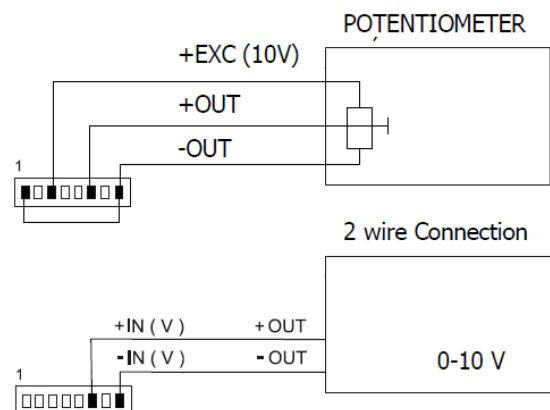 POTENTIOMETER
+EXC (10V)
+OUT
-OUT
1
2 wire Connection
+IN ( V ) +OUT
-IN ( V ) -OUT
0-10 V
1